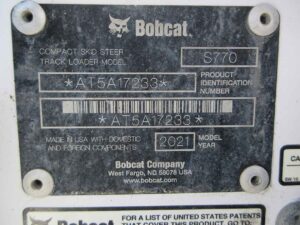 Bobcat
COMPACT SKID STEER
TRACK LOADER MODEL S770
*AT5A17233* PRODUCT
IDENTIFICATION
NUMBER
*AT5A17233*
MADE IN USA WITH DOMESTIC
AND FOREIGN COMPONENTS 2021 MODEL
YEAR
Bobcat Company
West Fargo, ND 58078 USA
www.bobcat.com
CA
Bobcat
FOR A LIST OF UNITED STATES PATENTS
THAT COVER THIS PRODUCT, GO TO: